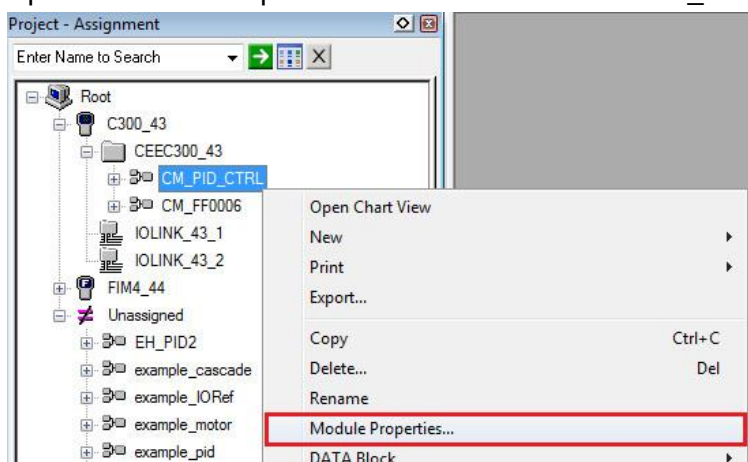 Project - Assignment
Enter Name to Search
Root
C300_43
CEEC300_43
CM_PID_CTRL
CM_FF0006
IOLINK_43_1
IOLINK_43_2
FIM4_44
Unassigned
EH_PID2
example_cascade
example_IORef
example_motor
example_pid
Open Chart View
New
Print
Export...
Copy Ctrl+C
Delete... Del
Rename
Module Properties...
DATA Block